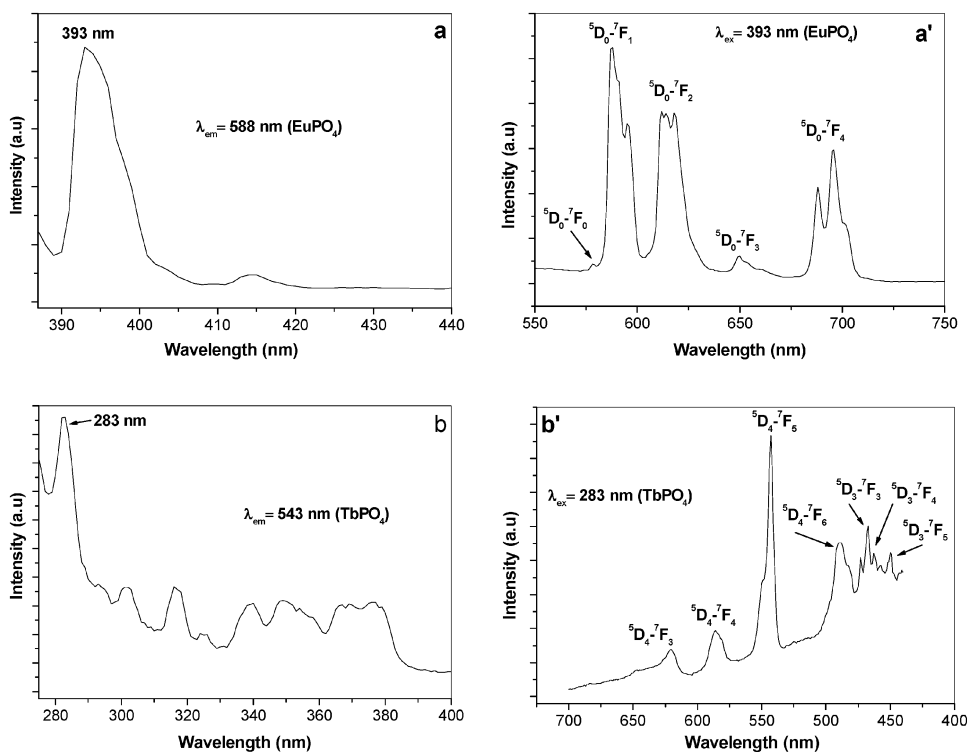 a
393 nm
λem= 588 nm (EuPO4)
Intensity (a.u)
390 400 410 420 430 440
Wavelength (nm)
a'
λex= 393 nm (EuPO4)
5D0-7F1
5D0-7F2
5D0-7F4
5D0-7F0
5D0-7F3
Intensity (a.u)
550 600 650 700 750
Wavelength (nm)
b
283 nm
λem= 543 nm (TbPO4)
Intensity (a.u)
280 300 320 340 360 380 400
Wavelength (nm)
b'
5D4-7F5
λex= 283 nm (TbPO4)
5D3-7F3
5D3-7F4
5D4-7F6
5D3-7F5
5D4-7F4
5D4-7F3
Intensity (a.u)
700 650 600 550 500 450 400
Wavelength (nm)